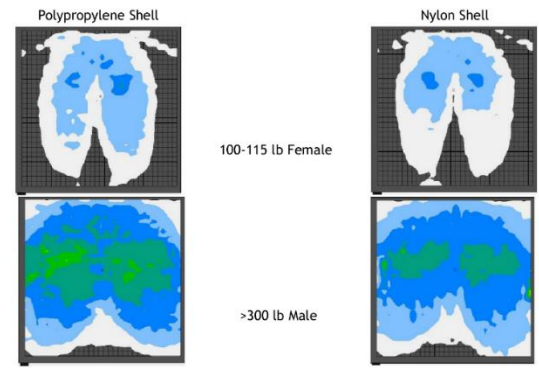 Polypropylene Shell
Nylon Shell
100-115 lb Female
>300 lb Male